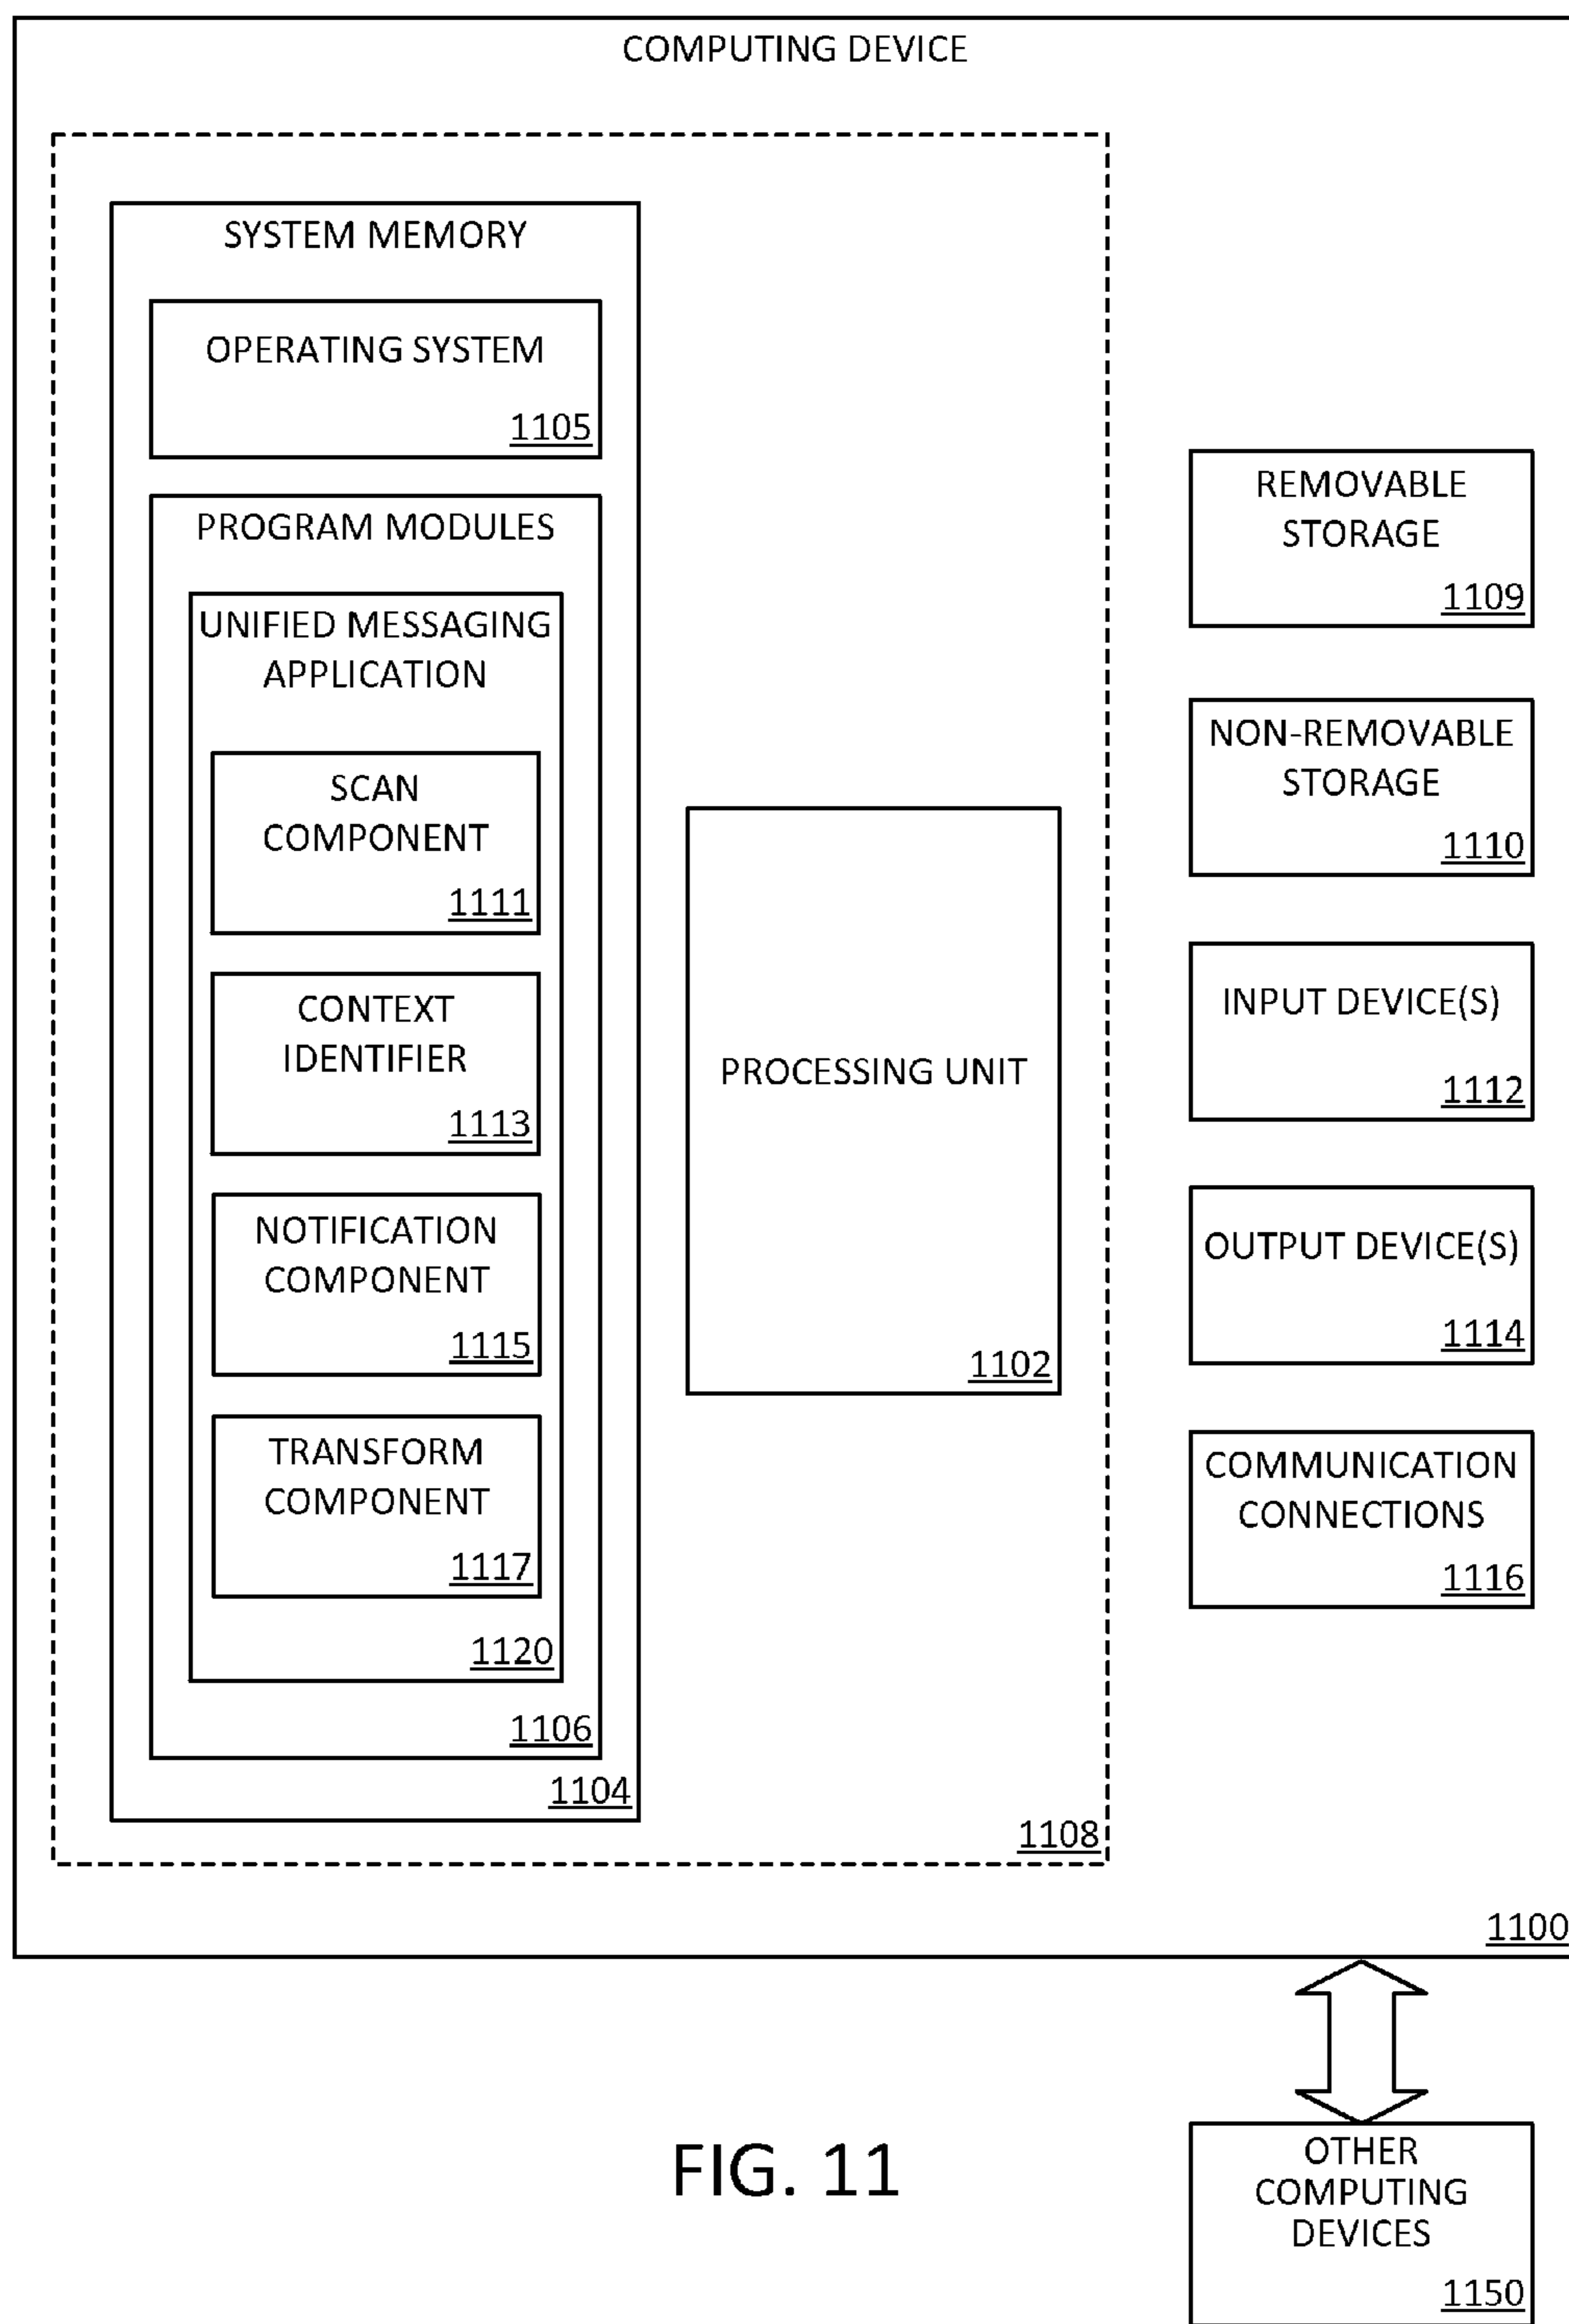 COMPUTING DEVICE
SYSTEM MEMORY
OPERATING SYSTEM
1105
PROGRAM MODULES
UNIFIED MESSAGING
APPLICATION
SCAN
COMPONENT
1111
CONTEXT
IDENTIFIER
1113
NOTIFICATION
COMPONENT
1115
TRANSFORM
COMPONENT
1117
1120
1106
1104
PROCESSING UNIT
1102
1108
REMOVABLE
STORAGE
1109
NON-REMOVABLE
STORAGE
1110
INPUT DEVICE(S)
1112
OUTPUT DEVICE(S)
1114
COMMUNICATION
CONNECTIONS
1116
1100
OTHER
COMPUTING
DEVICES
1150
FIG. 11